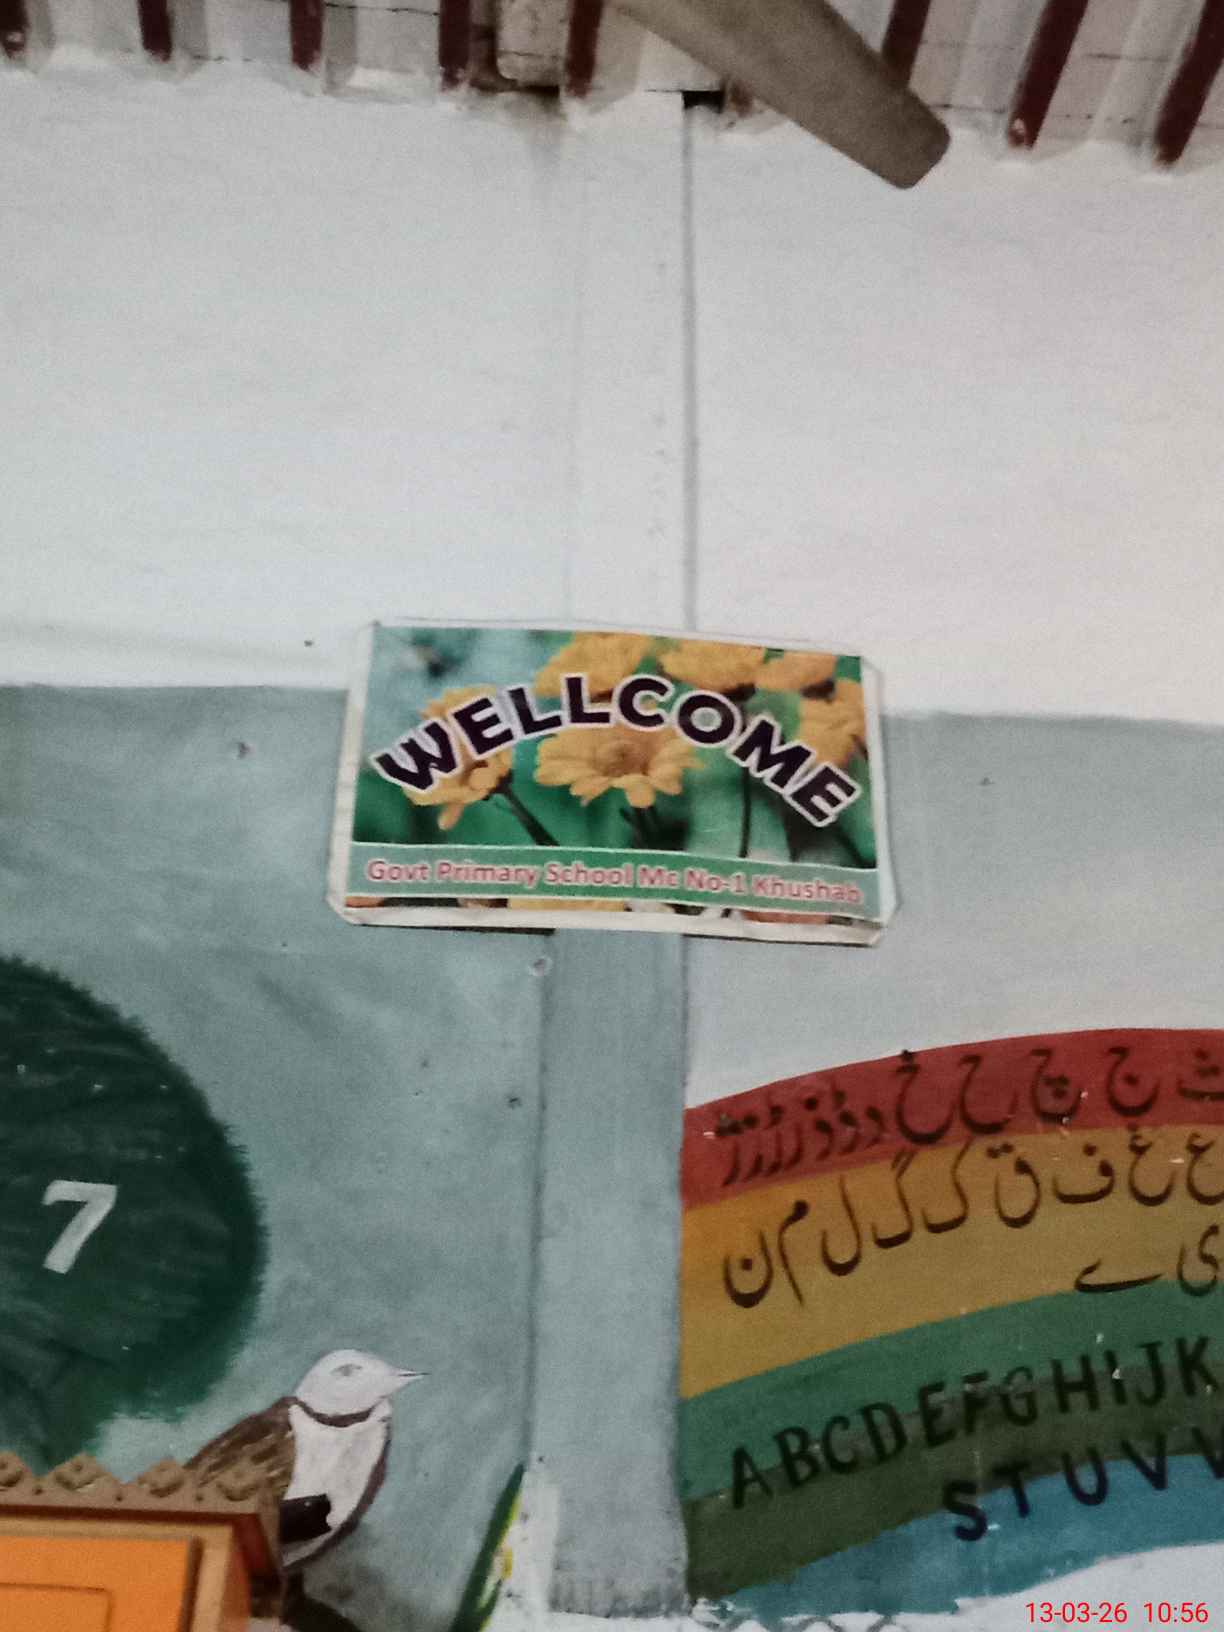 WELLCOME
Govt Primary School Mc No-1 Khushab
7
ث ج چ ح خ د ڈ ذ ر ڑ ز ژ
ع غ ف ق ک گ ل م ن
ی ے
ABCDEFGHIJK
STUV
13-03-26 10:56